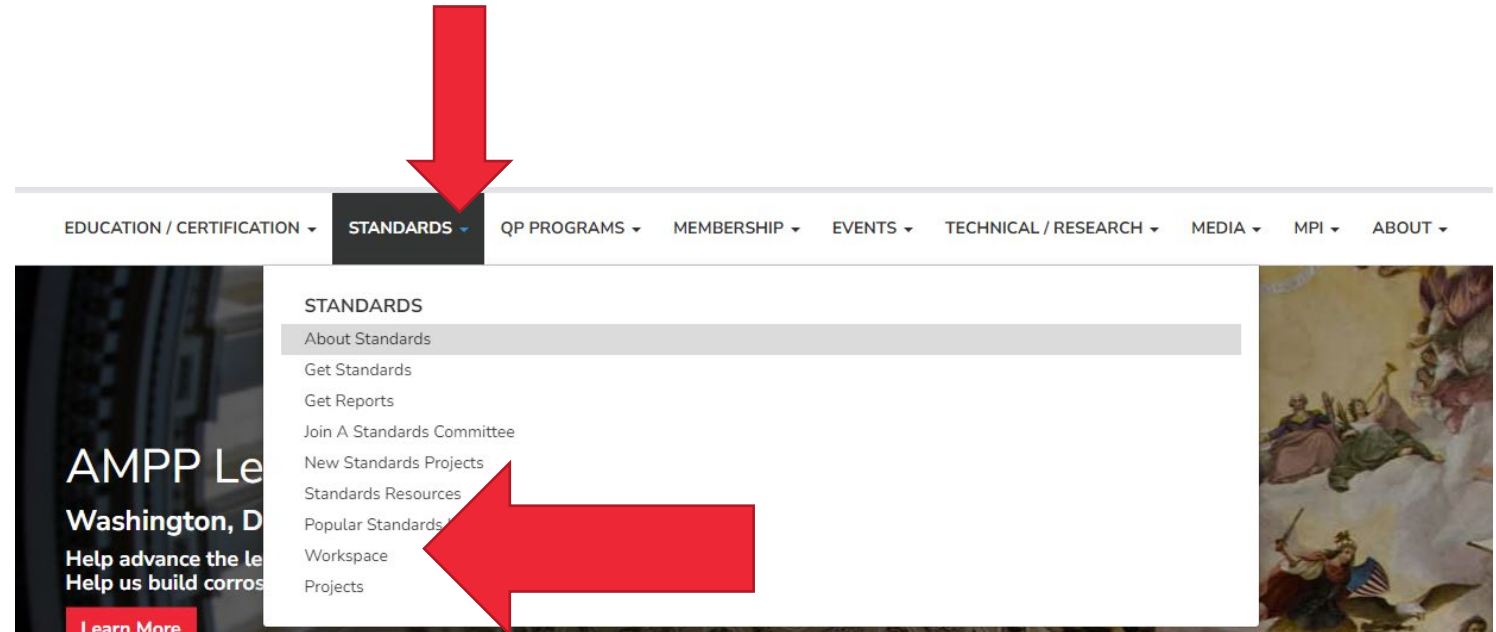 EDUCATION / CERTIFICATION STANDARDS QP PROGRAMS MEMBERSHIP EVENTS TECHNICAL / RESEARCH MEDIA MPI ABOUT
STANDARDS
About Standards
Get Standards
Get Reports
Join A Standards Committee
New Standards Projects
Standards Resources
Popular Standards
Workspace
Projects
AMPP Le
Washington, D
Help advance the le
Help us build corros
Learn More